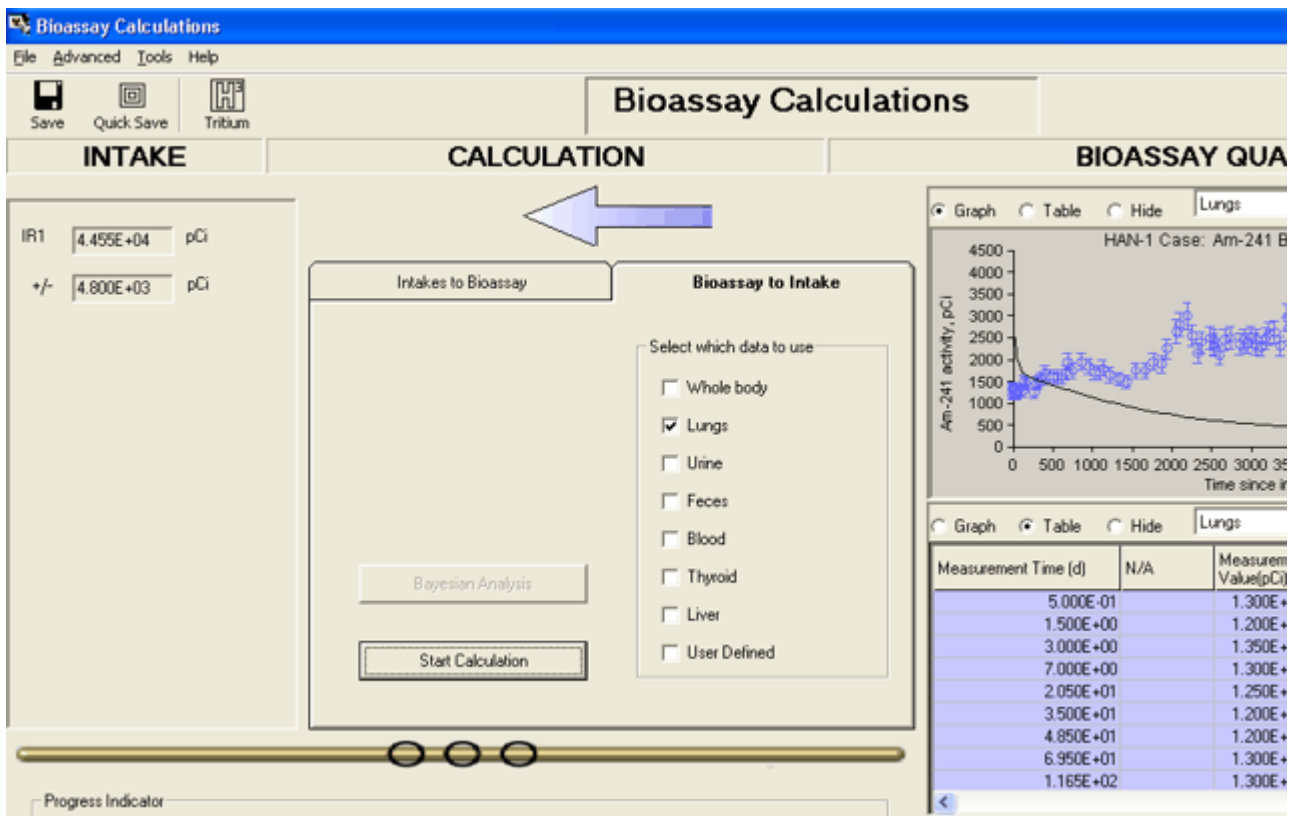 Bioassay Calculations
File Advanced Tools Help
Save Quick Save Tritium
Bioassay Calculations
INTAKE CALCULATION BIOASSAY QUA
IR1 4.455E+04 pCi
+/- 4.800E+03 pCi
Intakes to Bioassay Bioassay to Intake
Select which data to use
Whole body
Lungs
Urine
Feces
Blood
Thyroid
Liver
User Defined
Bayesian Analysis
Start Calculation
Progress Indicator
Graph Table Hide Lungs
HAN-1 Case: Am-241 B
Am-241 activity, pCi
4500
4000
3500
3000
2500
2000
1500
1000
500
0
0 500 1000 1500 2000 2500 3000 35
Time since in
Graph Table Hide Lungs
Measurement Time (d) N/A Measurem
Value(pCi)
5.000E-01 1.300E+
1.500E+00 1.200E+
3.000E+00 1.350E+
7.000E+00 1.300E+
2.050E+01 1.250E+
3.500E+01 1.200E+
4.850E+01 1.200E+
6.950E+01 1.300E+
1.165E+02 1.300E+